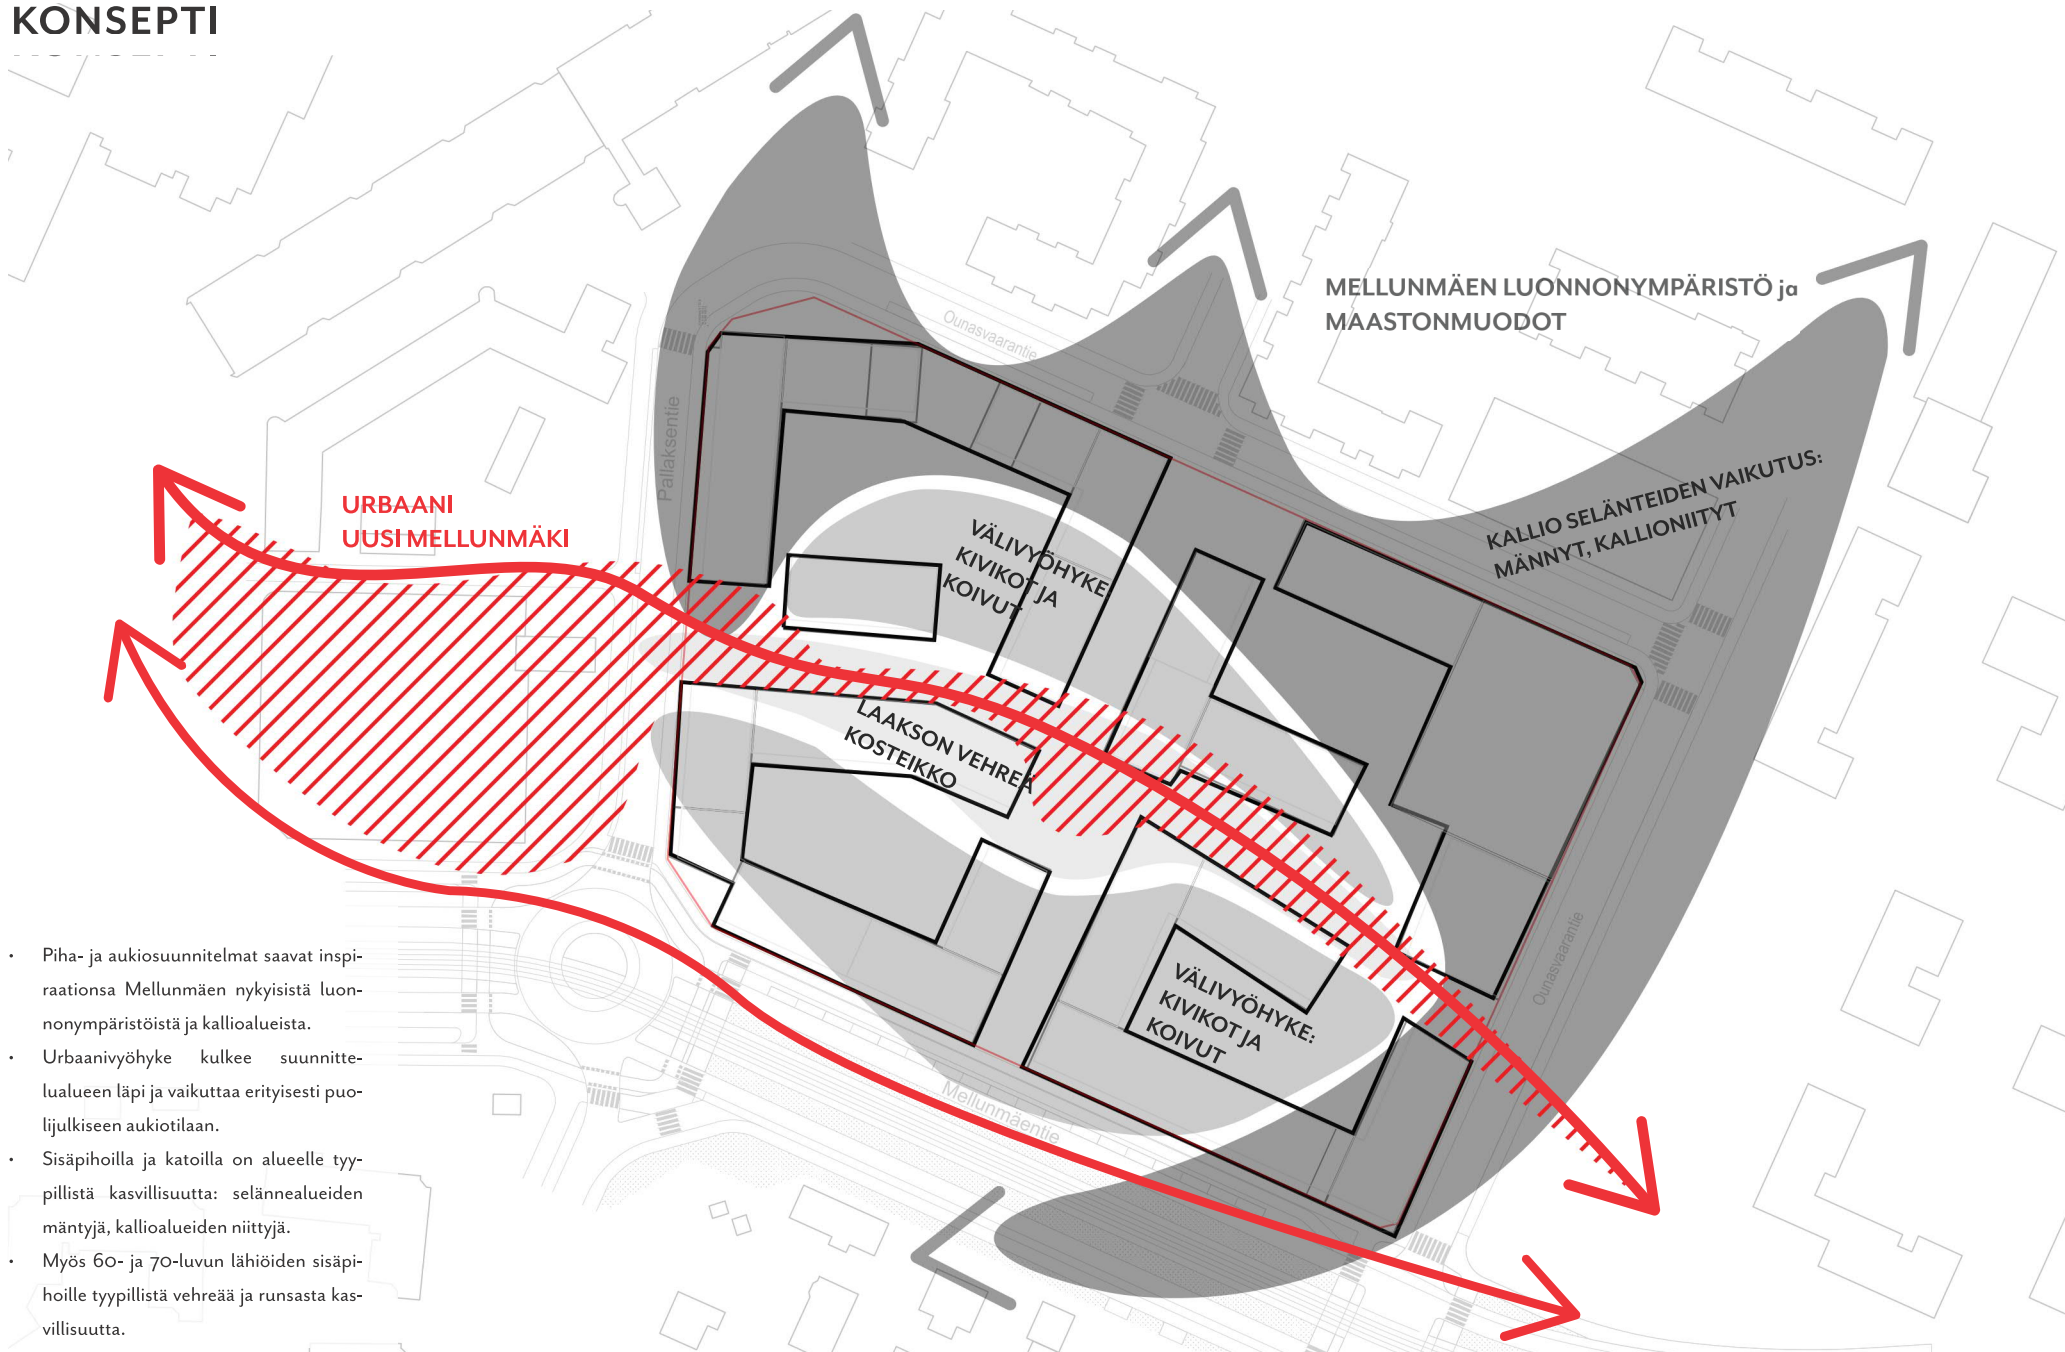 KONSEPTI
Ounasvaarantie
MELLUNMÄEN LUONNONYMPÄRISTÖ ja
MAASTONMUODOT
Pallaksentie
KALLIO SELÄNTEIDEN VAIKUTUS:
MÄNNYT, KALLIONIITYT
URBAANI
UUSI MELLUNMÄKI
VÄLIVYÖHYKE:
KIVIKOT JA
KOIVUT
LAAKSON VEHREÄ
KOSTEIKKO
VÄLIVYÖHYKE:
KIVIKOT JA
KOIVUT
Ounasvaarantie
Mellunmäentie
• Piha- ja aukiosuunnitelmat saavat inspi-
raationsa Mellunmäen nykyisistä luon-
nonympäristöistä ja kallioalueista.
• Urbaanivyöhyke kulkee suunnitte-
lualueen läpi ja vaikuttaa erityisesti puo-
lijulkiseen aukiotilaan.
• Sisäpihoilla ja katoilla on alueelle tyy-
pillistä kasvillisuutta: selännealueiden
mäntyjä, kallioalueiden niittyjä.
• Myös 60- ja 70-luvun lähiöiden sisäpi-
hoille tyypillistä vehreää ja runsasta kas-
villisuutta.